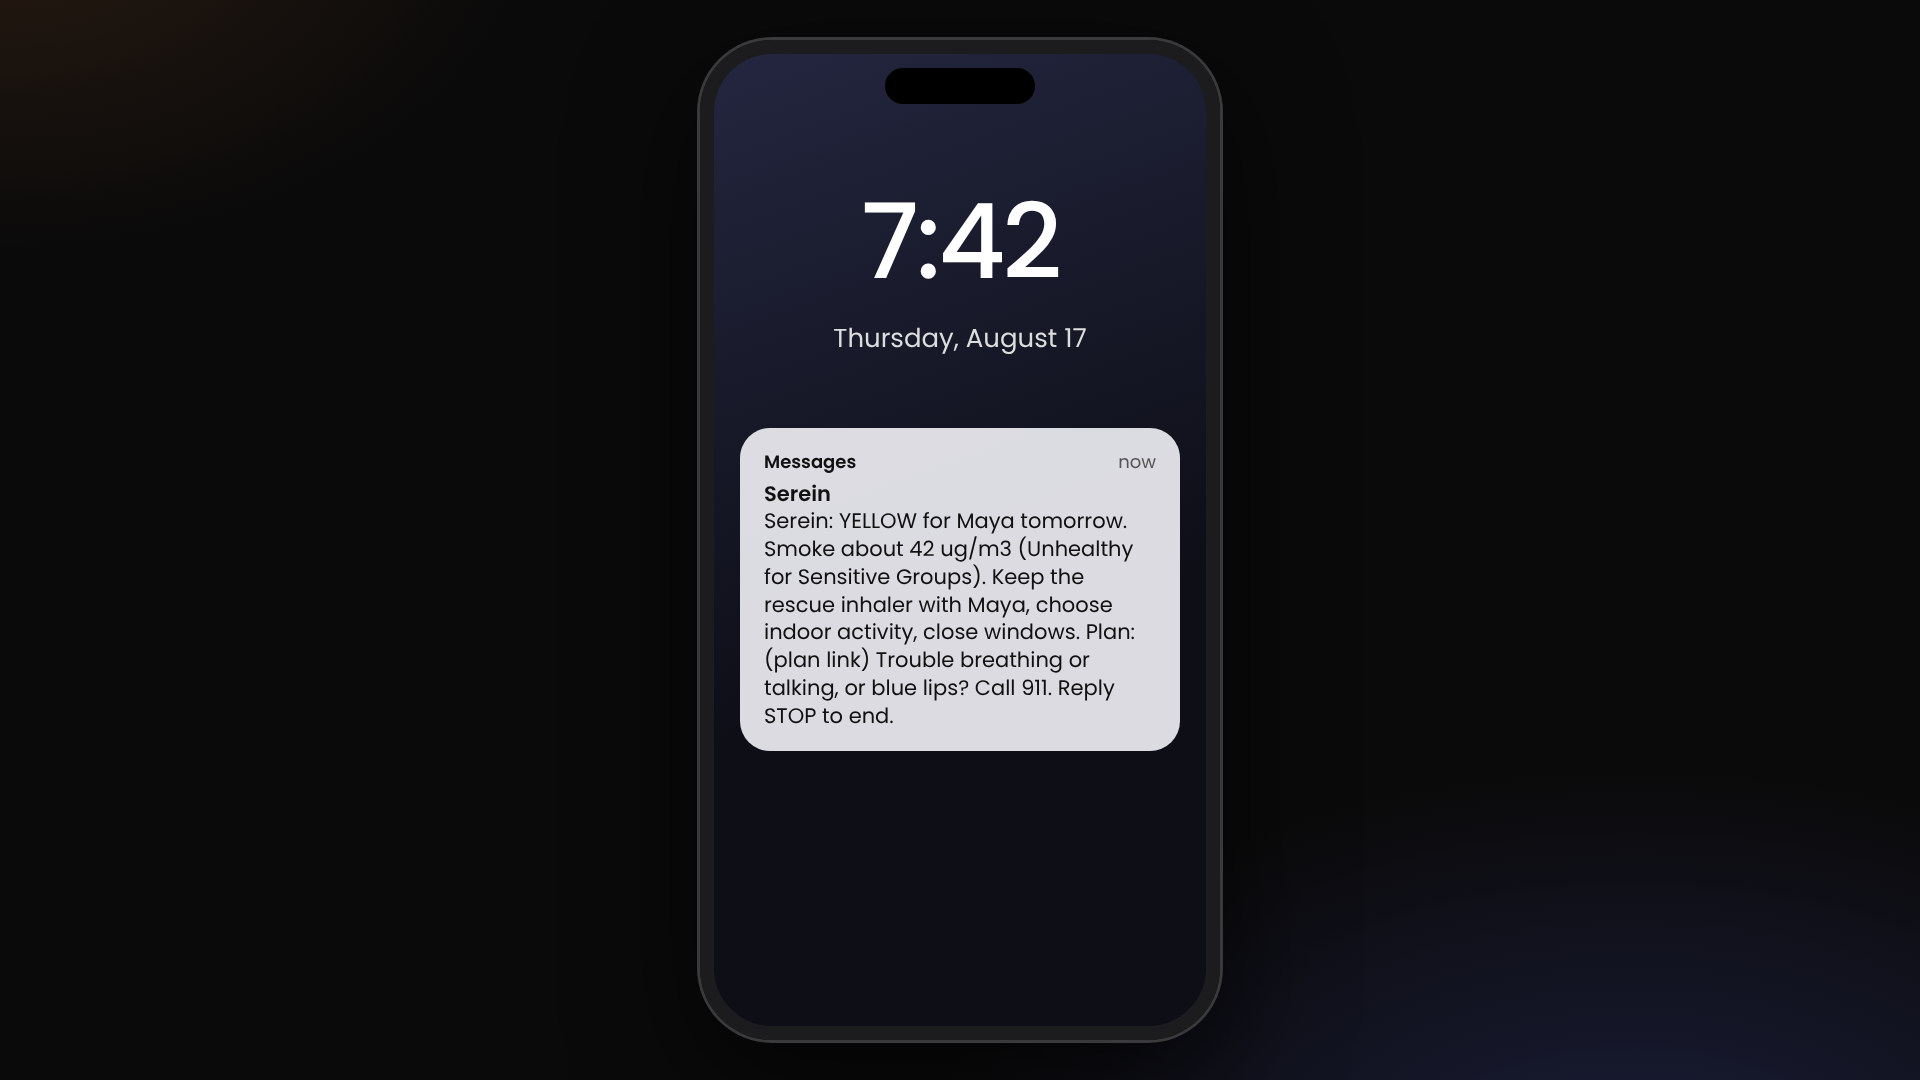 7:42
Thursday, August 17
Messages now
Serein
Serein: YELLOW for Maya tomorrow.
Smoke about 42 ug/m3 (Unhealthy
for Sensitive Groups). Keep the
rescue inhaler with Maya, choose
indoor activity, close windows. Plan:
(plan link) Trouble breathing or
talking, or blue lips? Call 911. Reply
STOP to end.